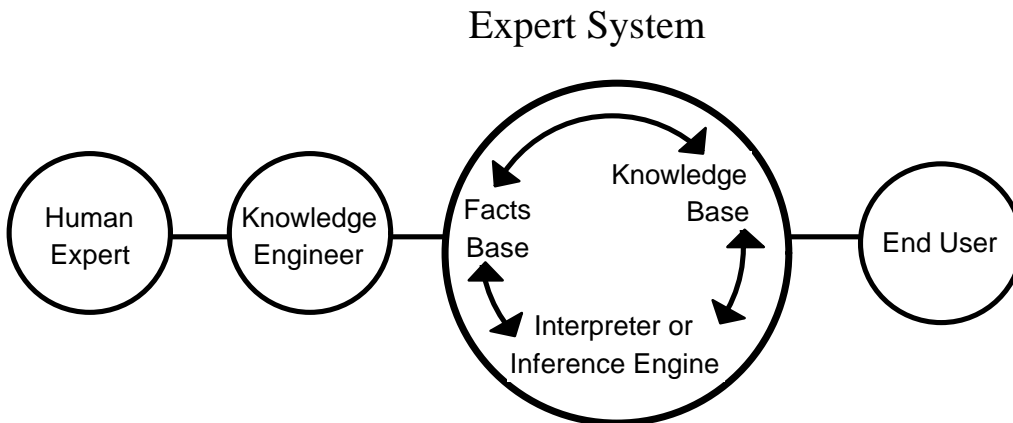 Expert System
Human
Expert
Knowledge
Engineer
Facts
Base
Knowledge
Base
Interpreter or
Inference Engine
End User